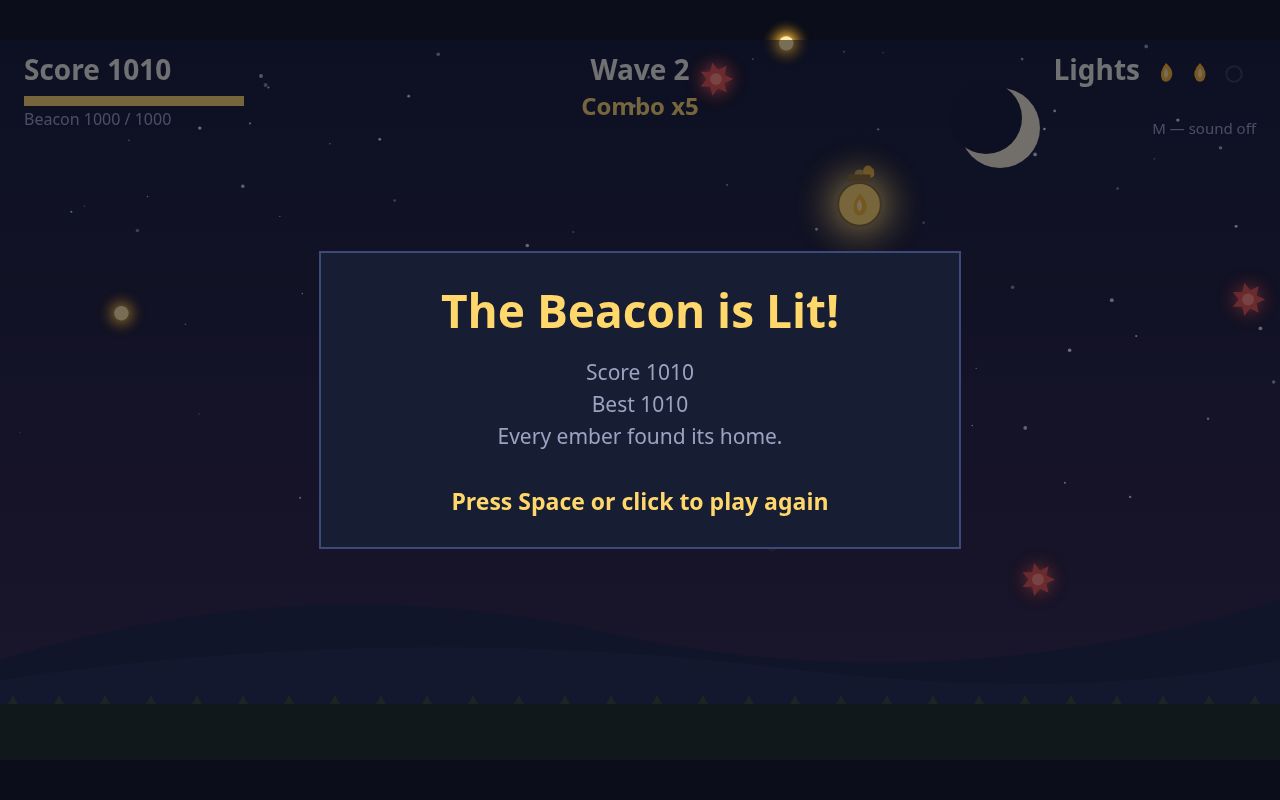 Score 1010
Wave 2
Lights
Beacon 1000 / 1000
Combo x5
M — sound off
The Beacon is Lit!
Score 1010
Best 1010
Every ember found its home.
Press Space or click to play again